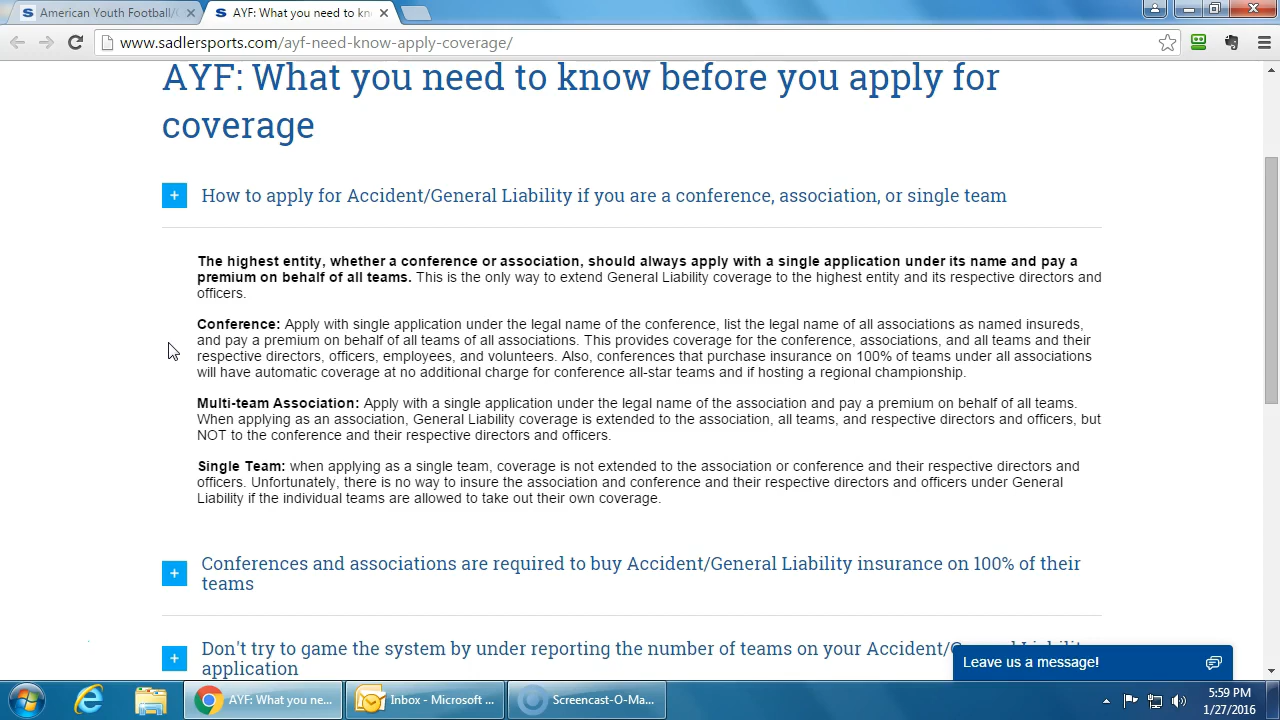 American Youth Football/
AYF: What you need to kn
www.sadlersports.com/ayf-need-know-apply-coverage/
AYF: What you need to know before you apply for
coverage
+ How to apply for Accident/General Liability if you are a conference, association, or single team
The highest entity, whether a conference or association, should always apply with a single application under its name and pay a
premium on behalf of all teams. This is the only way to extend General Liability coverage to the highest entity and its respective directors and
officers.
Conference: Apply with single application under the legal name of the conference, list the legal name of all associations as named insureds,
and pay a premium on behalf of all teams of all associations. This provides coverage for the conference, associations, and all teams and their
respective directors, officers, employees, and volunteers. Also, conferences that purchase insurance on 100% of teams under all associations
will have automatic coverage at no additional charge for conference all-star teams and if hosting a regional championship.
Multi-team Association: Apply with a single application under the legal name of the association and pay a premium on behalf of all teams.
When applying as an association, General Liability coverage is extended to the association, all teams, and respective directors and officers, but
NOT to the conference and their respective directors and officers.
Single Team: when applying as a single team, coverage is not extended to the association or conference and their respective directors and
officers. Unfortunately, there is no way to insure the association and conference and their respective directors and officers under General
Liability if the individual teams are allowed to take out their own coverage.
+ Conferences and associations are required to buy Accident/General Liability insurance on 100% of their
teams
+ Don't try to game the system by under reporting the number of teams on your Accident/General Liability
application
Leave us a message!
AYF: What you ne...
Inbox - Microsoft ...
Screencast-O-Ma...
5:59 PM
1/27/2016